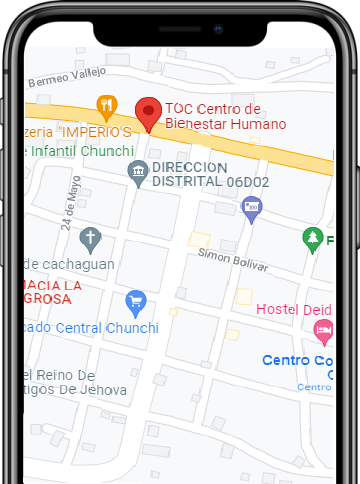 Bermeo Vallejo
TOC Centro de
Bienestar Humano
zeria "IMPERIO'S
e Infantil Chunchi
DIRECCION
DISTRITAL 06D02
24 de Mayo
de cachaguan
Simon Bolivar
F
MACIA LA
GROSA
Hostel Deid
cado Central Chunchi
Centro Co
C
Centro
el Reino De
tigos De Jehova